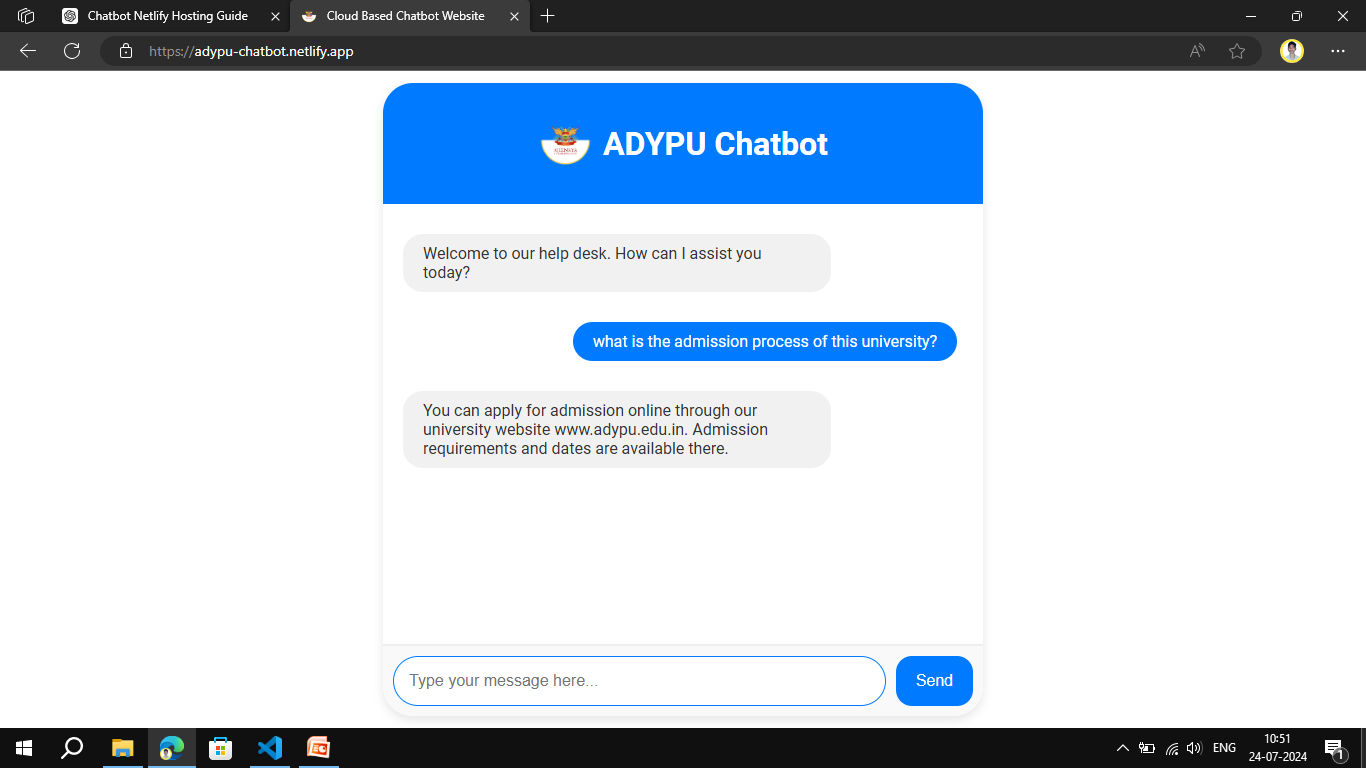 Chatbot Netlify Hosting Guide
Cloud Based Chatbot Website
https://adypu-chatbot.netlify.app
ADYPU Chatbot
Welcome to our help desk. How can I assist you
today?
what is the admission process of this university?
You can apply for admission online through our
university website www.adypu.edu.in. Admission
requirements and dates are available there.
Type your message here...
Send
ENG
10:51
24-07-2024
1